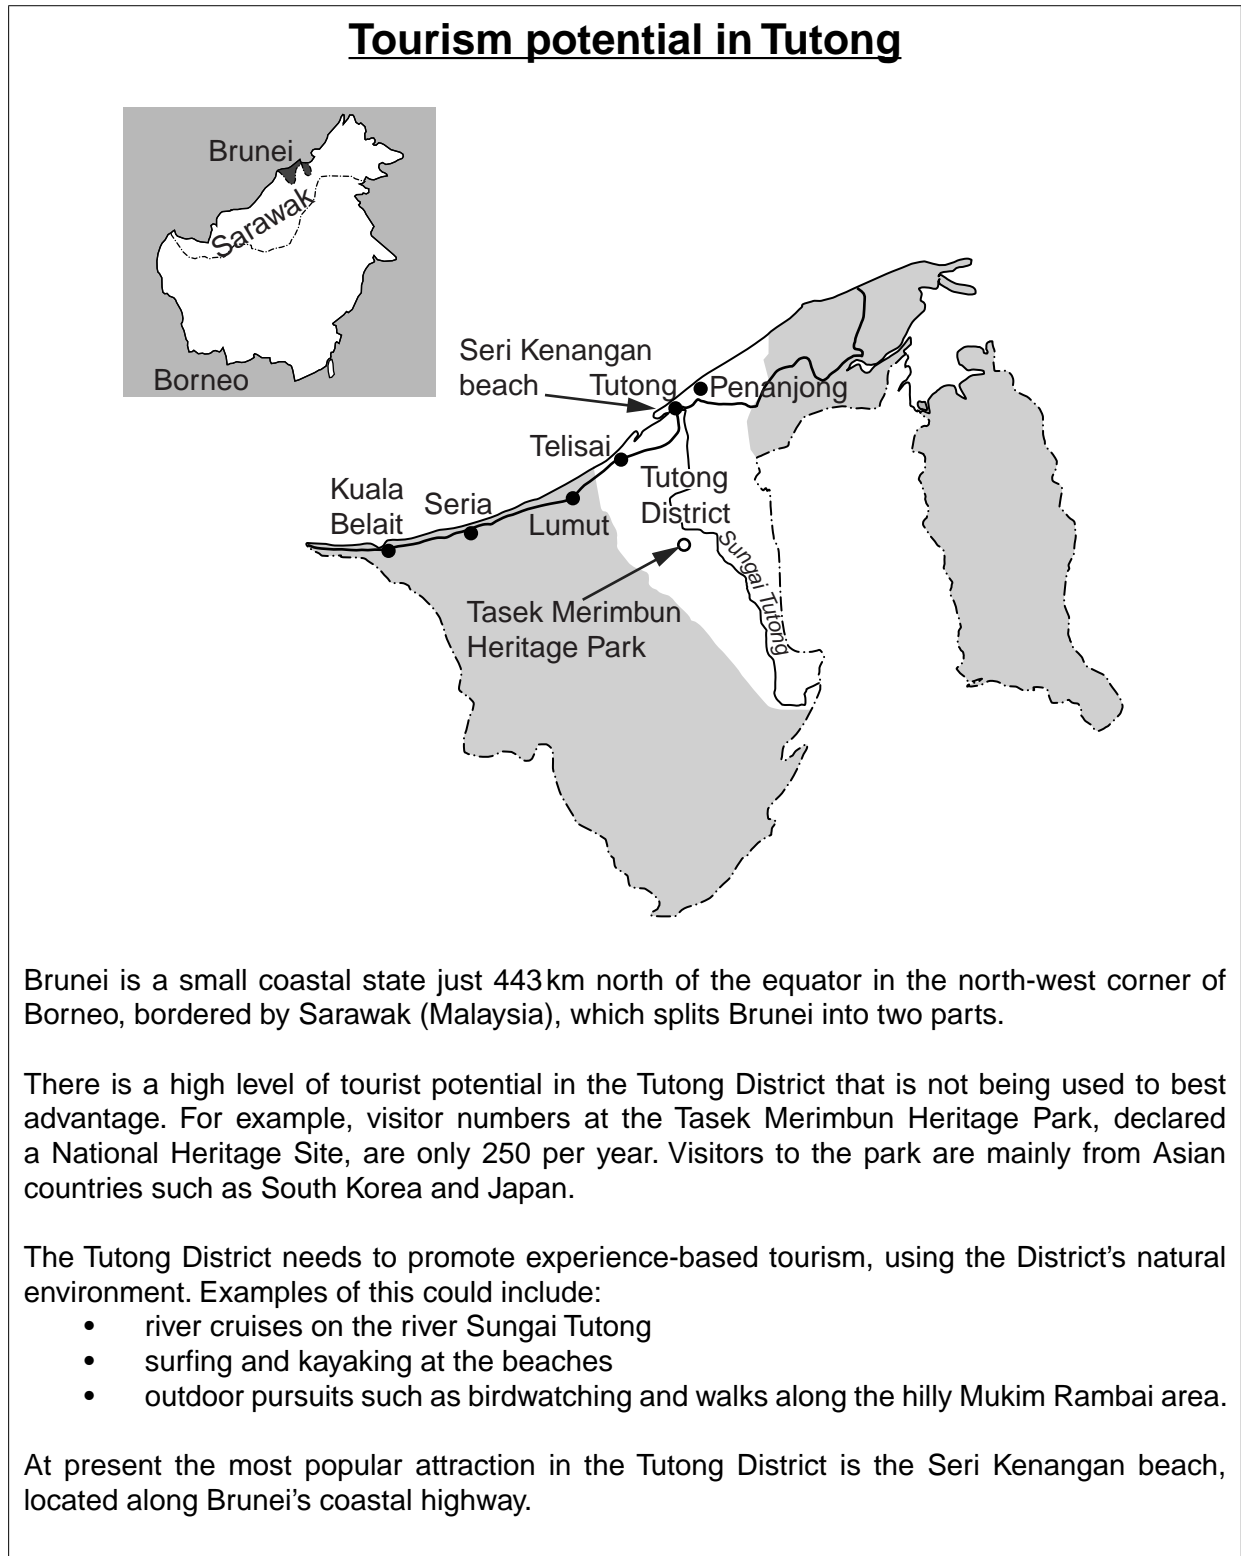 Tourism potential in Tutong
Brunei
Sarawak
Borneo
Seri Kenangan
beach
Tutong
Penanjong
Telisai
Tutong
District
Kuala
Belait
Seria
Lumut
Sungai Tutong
Tasek Merimbun
Heritage Park
Brunei is a small coastal state just 443 km north of the equator in the north-west corner of
Borneo, bordered by Sarawak (Malaysia), which splits Brunei into two parts.
There is a high level of tourist potential in the Tutong District that is not being used to best
advantage. For example, visitor numbers at the Tasek Merimbun Heritage Park, declared
a National Heritage Site, are only 250 per year. Visitors to the park are mainly from Asian
countries such as South Korea and Japan.
The Tutong District needs to promote experience-based tourism, using the District's natural
environment. Examples of this could include:
• river cruises on the river Sungai Tutong
• surfing and kayaking at the beaches
• outdoor pursuits such as birdwatching and walks along the hilly Mukim Rambai area.
At present the most popular attraction in the Tutong District is the Seri Kenangan beach,
located along Brunei's coastal highway.